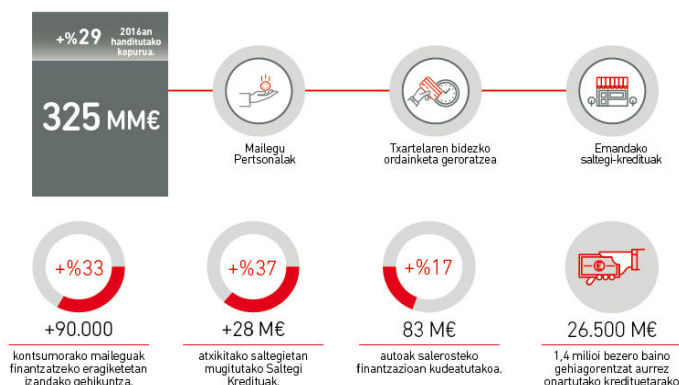 +%29
2016an
handitutako
kopurua.
325 MM€
Mailegu
Pertsonalak
Txartelaren bidezko
ordainketa geroratzea
Emandako
saltegi-kredituak
+%33
+90.000
kontsumorako maileguak
finantzatzeko eragiketetan
izandako gehikuntza.
+%37
+28 M€
atxikitako saltegietan
mugitutako Saltegi
Kredituak.
+%17
83 M€
autoak salerosteko
finantzazioan kudeatutakoa.
€
26.500 M€
1,4 milioi bezero baino
gehiagorentzat aurrez
onartutako kredituetarako